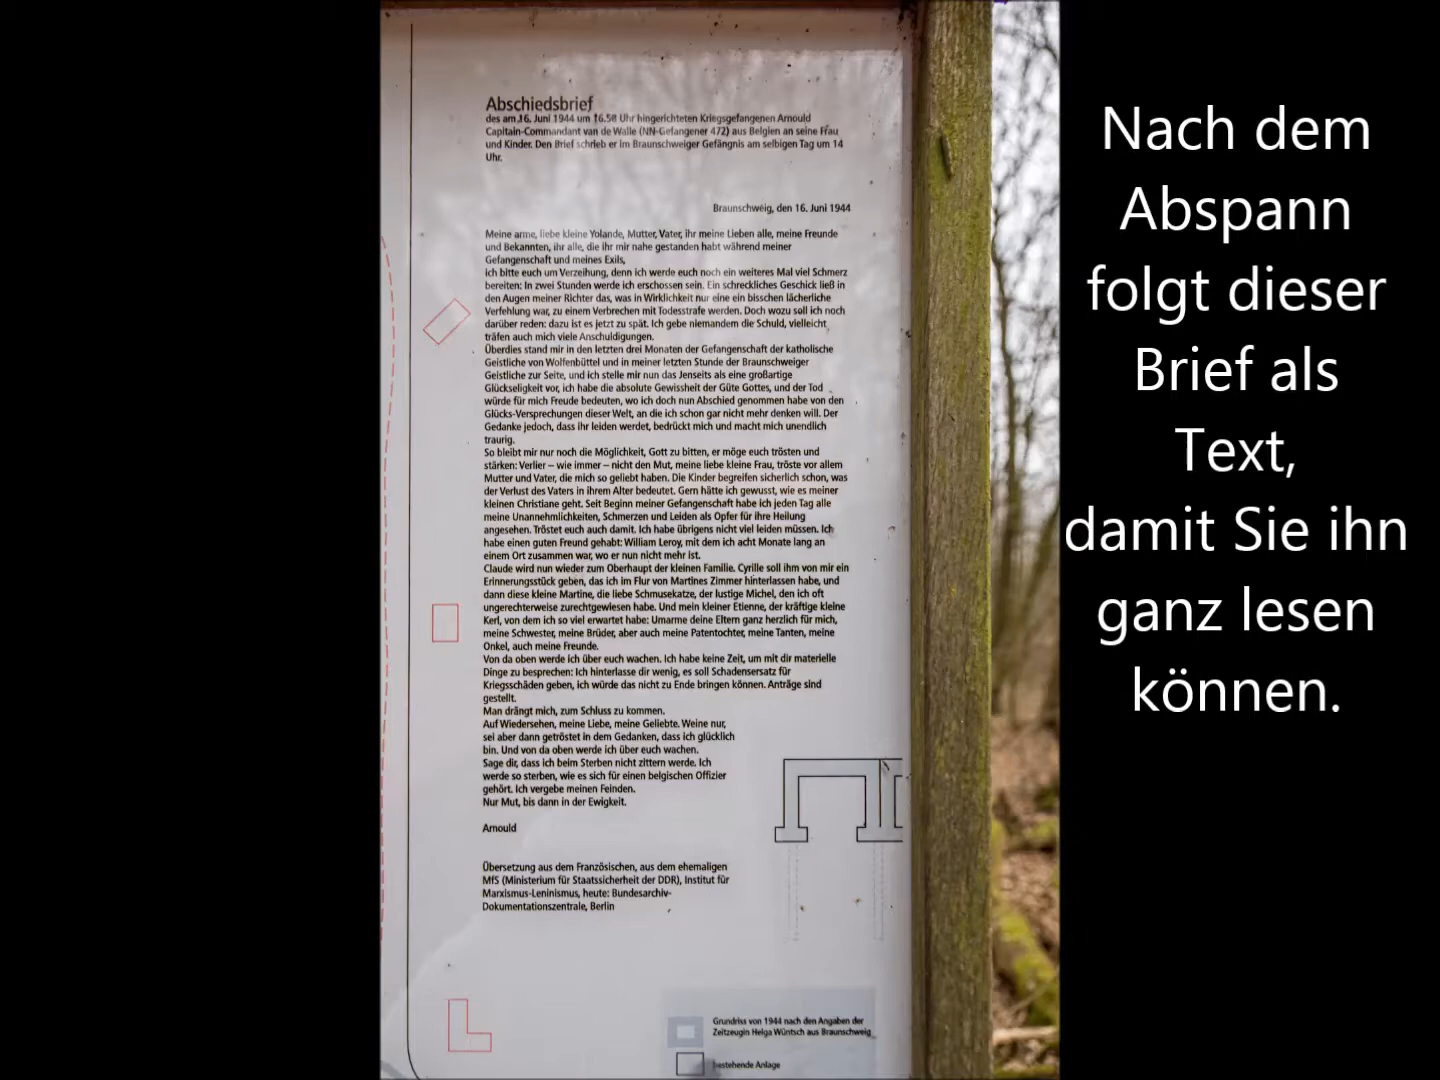 Abschiedsbrief
des am 16. Juni 1944 um 16.58 Uhr hingerichteten Kriegsgefangenen Arnould
Capitain-Commandant van de Walle (NN-Gefangener 472) aus Belgien an seine Frau
und Kinder. Den Brief schrieb er im Braunschweiger Gefängnis am selbigen Tag um 14
Uhr.
Braunschweig, den 16. Juni 1944
Meine arme, liebe kleine Yolande, Mutter, Vater, ihr meine Lieben alle, meine Freunde
und Bekannten, ihr alle, die ihr mir nahe gestanden habt während meiner
Gefangenschaft und meines Exils,
ich bitte euch um Verzeihung, denn ich werde euch noch ein weiteres Mal viel Schmerz
bereiten: In zwei Stunden werde ich erschossen sein. Ein schreckliches Geschick ließ in
den Augen meiner Richter das, was in Wirklichkeit nur eine ein bisschen lächerliche
Verfehlung war, zu einem Verbrechen mit Todesstrafe werden. Doch wozu soll ich noch
darüber reden: dazu ist es jetzt zu spät. Ich gebe niemandem die Schuld, vielleicht
träfen auch mich viele Anschuldigungen.
Überdies stand mir in den letzten drei Monaten der Gefangenschaft der katholische
Geistliche von Wolfenbüttel und in meiner letzten Stunde der Braunschweiger
Geistliche zur Seite, und ich stelle mir nun das Jenseits als eine großartige
Glückseligkeit vor, ich habe die absolute Gewissheit der Güte Gottes, und der Tod
würde für mich Freude bedeuten, wo ich doch nun Abschied genommen habe von den
Glücks-Versprechungen dieser Welt, an die ich schon gar nicht mehr denken will. Der
Gedanke jedoch, dass ihr leiden werdet, bedrückt mich und macht mich unendlich
traurig.
So bleibt mir nur noch die Möglichkeit, Gott zu bitten, er möge euch trösten und
stärken: Verlier – wie immer – nicht den Mut, meine liebe kleine Frau, tröste vor allem
Mutter und Vater, die mich so geliebt haben. Die Kinder begreifen sicherlich schon, was
der Verlust des Vaters in ihrem Alter bedeutet. Gern hätte ich gewusst, wie es meiner
kleinen Christiane geht. Seit Beginn meiner Gefangenschaft habe ich jeden Tag alle
meine Unannehmlichkeiten, Schmerzen und Leiden als Opfer für ihre Heilung
angesehen. Tröstet euch auch damit. Ich habe übrigens nicht viel leiden müssen. Ich
habe einen guten Freund gehabt: William Leroy, mit dem ich acht Monate lang an
einem Ort zusammen war, wo er nun nicht mehr ist.
Claude wird nun wieder zum Oberhaupt der kleinen Familie. Cyrille soll ihm von mir ein
Erinnerungsstück geben, das ich im Flur von Martines Zimmer hinterlassen habe, und
dann diese kleine Martine, die liebe Schmusekatze, der lustige Michel, den ich oft
ungerechterweise zurechtgewiesen habe. Und mein kleiner Etienne, der kräftige kleine
Kerl, von dem ich so viel erwartet habe: Umarme deine Eltern ganz herzlich für mich,
meine Schwester, meine Brüder, aber auch meine Patentochter, meine Tanten, meine
Onkel, auch meine Freunde.
Von da oben werde ich über euch wachen. Ich habe keine Zeit, um mit dir materielle
Dinge zu besprechen: Ich hinterlasse dir wenig, es soll Schadensersatz für
Kriegsschäden geben, ich würde das nicht zu Ende bringen können. Anträge sind
gestellt.
Man drängt mich, zum Schluss zu kommen.
Auf Wiedersehen, meine Liebe, meine Geliebte. Weine nur,
sei aber dann getröstet in dem Gedanken, dass ich glücklich
bin. Und von da oben werde ich über euch wachen.
Sage dir, dass ich beim Sterben nicht zittern werde. Ich
werde so sterben, wie es sich für einen belgischen Offizier
gehört. Ich vergebe meinen Feinden.
Nur Mut, bis dann in der Ewigkeit.
Arnould
Übersetzung aus dem Französischen, aus dem ehemaligen
MfS (Ministerium für Staatssicherheit der DDR), Institut für
Marxismus-Leninismus, heute: Bundesarchiv-
Dokumentationszentrale, Berlin
Grundriss von 1944 nach den Angaben der
Zeitzeugin Helga Wüntsch aus Braunschweig
bestehende Anlage
Nach dem
Abspann
folgt dieser
Brief als
Text,
damit Sie ihn
ganz lesen
können.